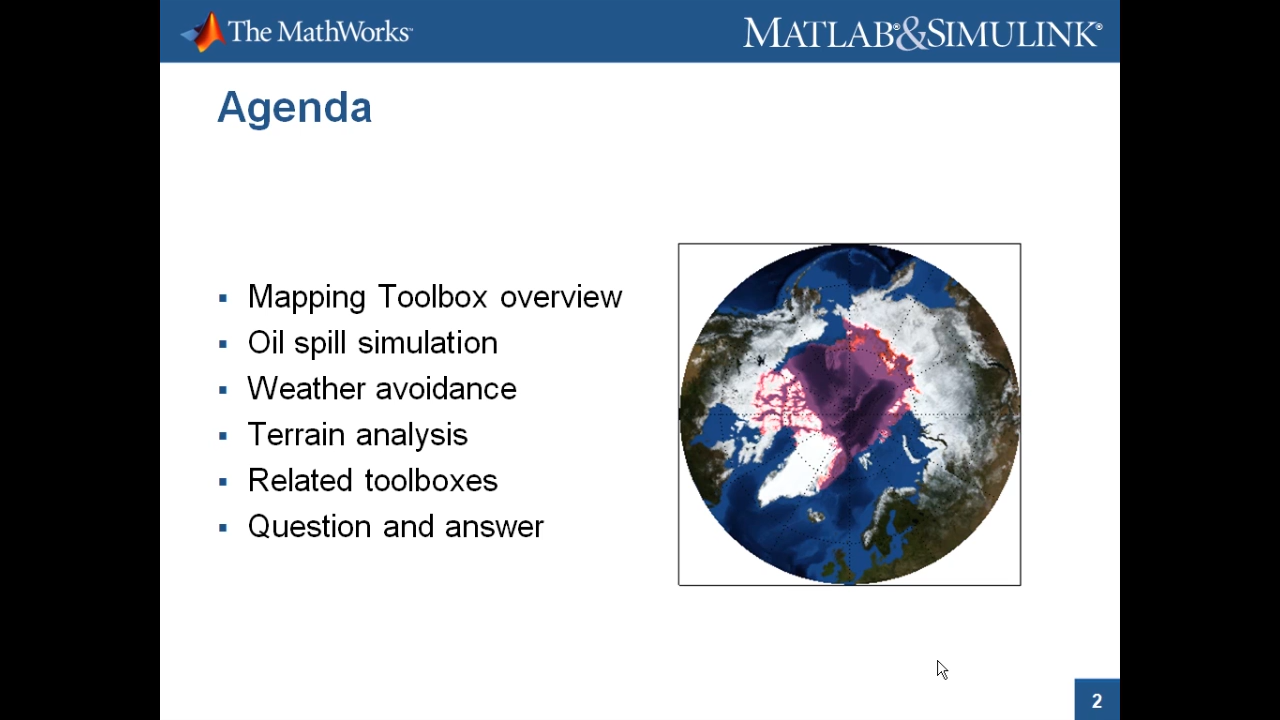 The MathWorks™
MATLAB®&SIMULINK®
Agenda
▪ Mapping Toolbox overview
▪ Oil spill simulation
▪ Weather avoidance
▪ Terrain analysis
▪ Related toolboxes
▪ Question and answer
2